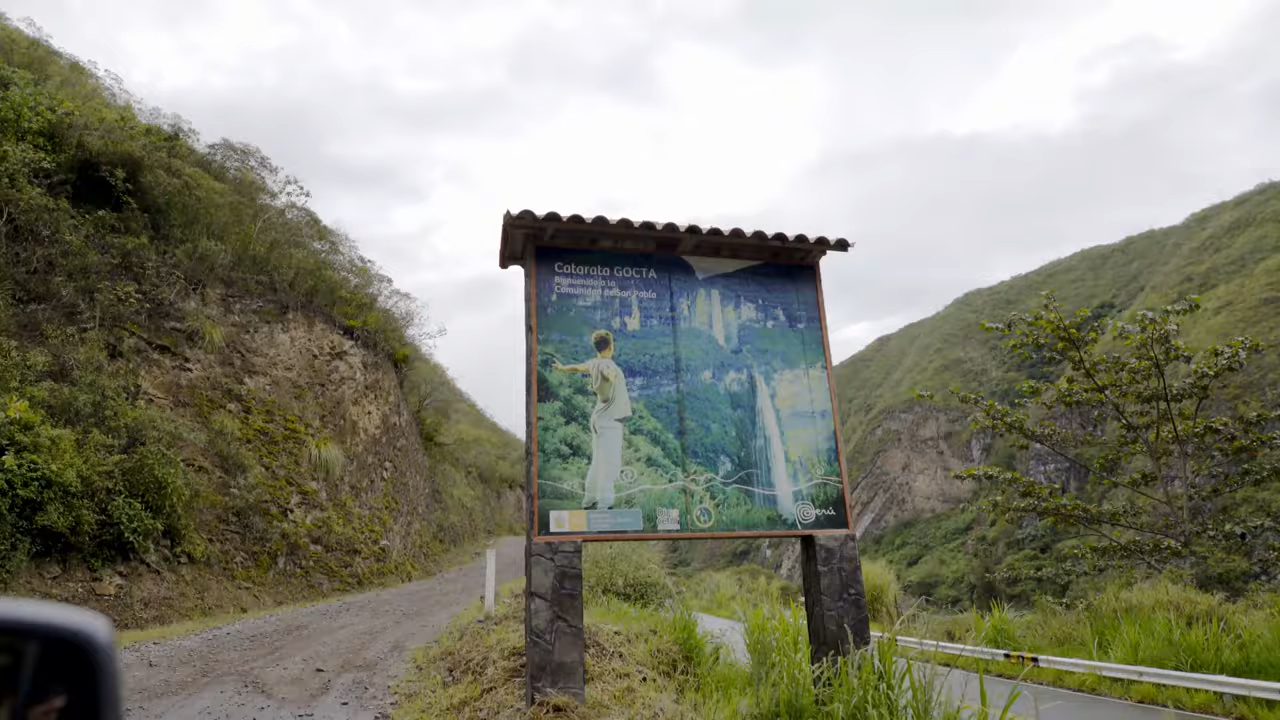 Catarata GOCTA
Bienvenido a la
Comunidad de San Pablo
Perú